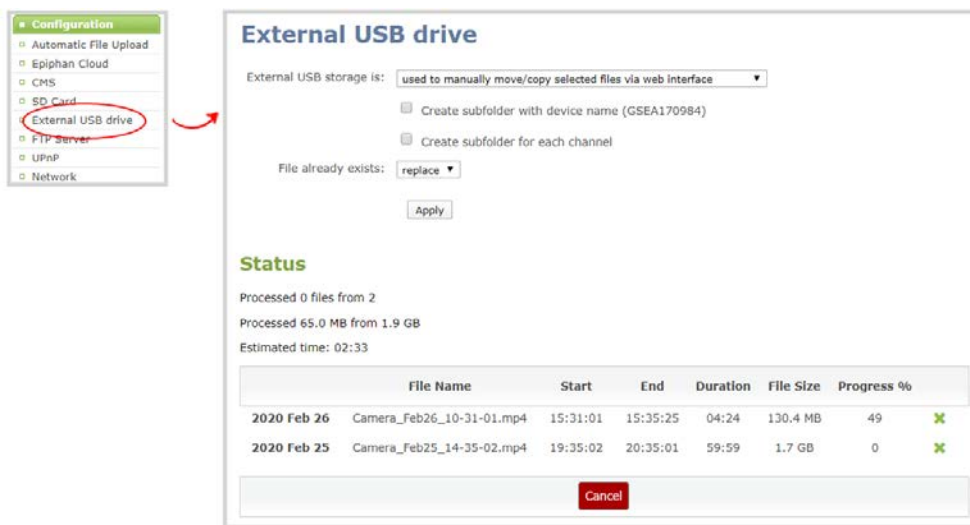 Configuration
Automatic File Upload
Epiphan Cloud
CMS
SD Card
External USB drive
FTP Server
UPnP
Network
External USB drive
External USB storage is: used to manually move/copy selected files via web interface
Create subfolder with device name (GSEA170984)
Create subfolder for each channel
File already exists: replace
Apply
Status
Processed 0 files from 2
Processed 65.0 MB from 1.9 GB
Estimated time: 02:33
File Name Start End Duration File Size Progress %
2020 Feb 26 Camera_Feb26_10-31-01.mp4 15:31:01 15:35:25 04:24 130.4 MB 49
2020 Feb 25 Camera_Feb25_14-35-02.mp4 19:35:02 20:35:01 59:59 1.7 GB 0
Cancel